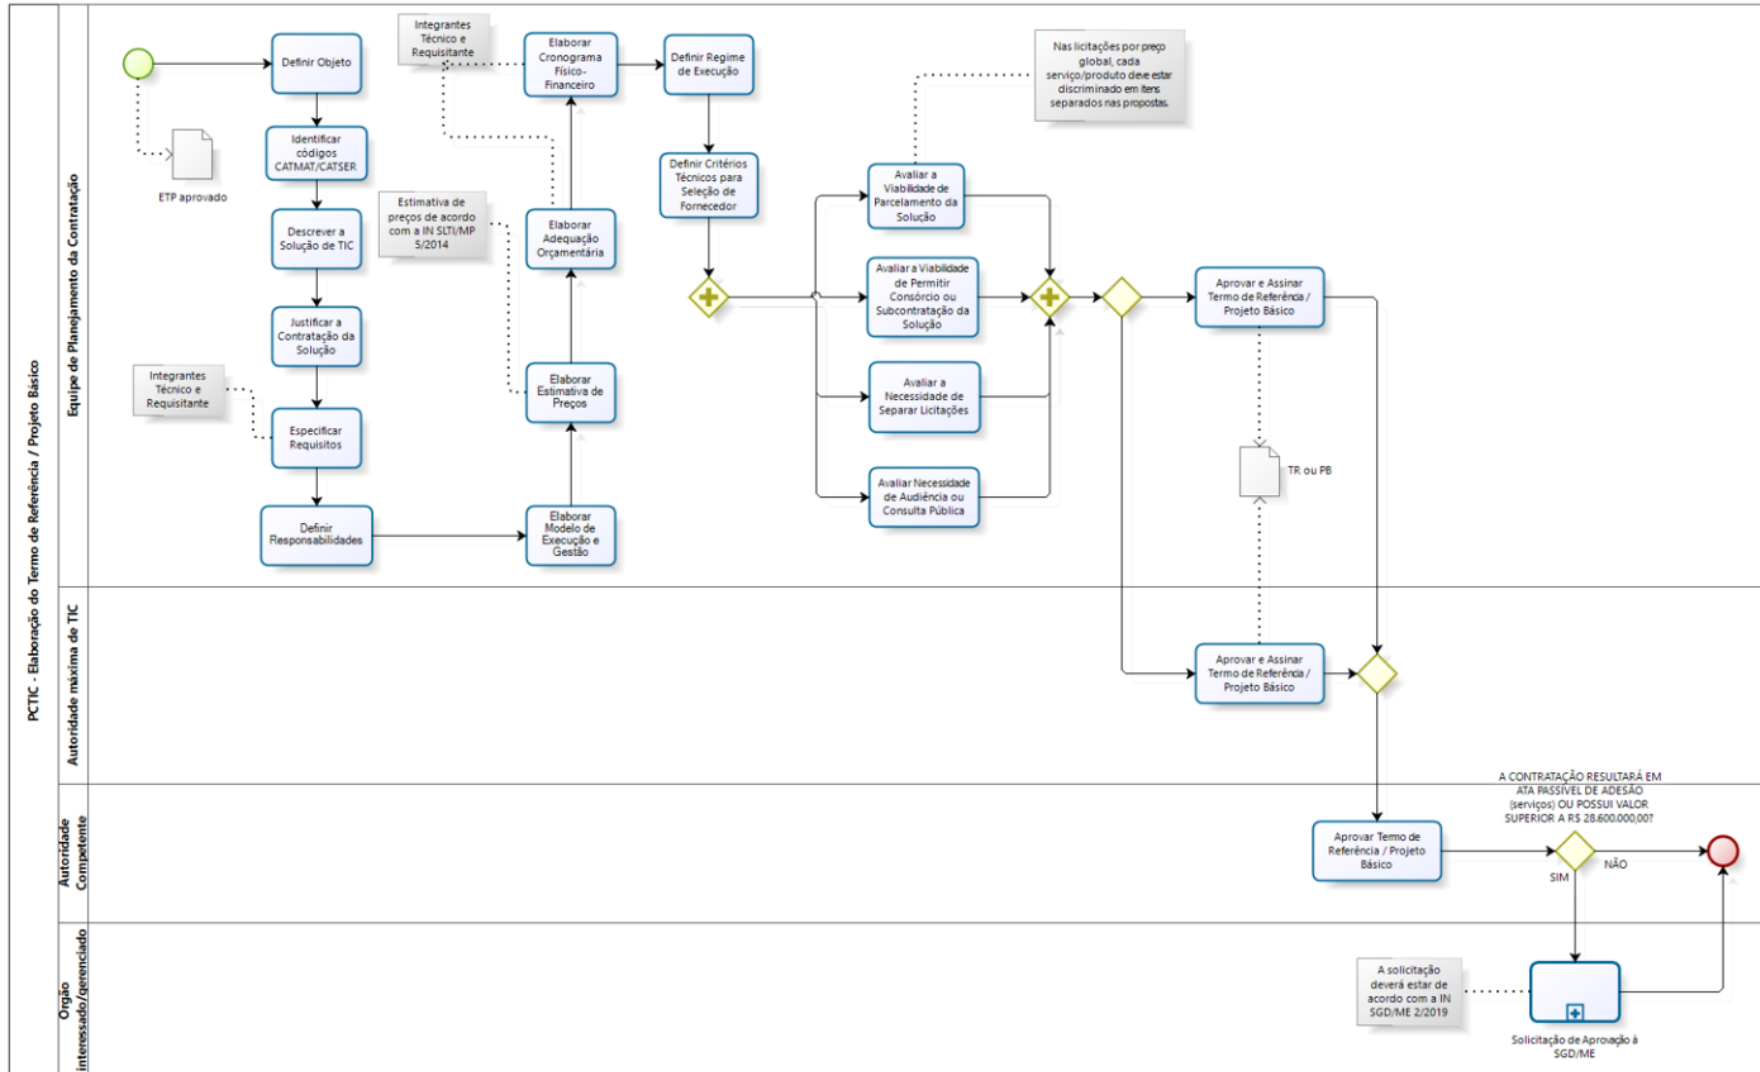 PCTIC - Elaboração do Termo de Referência / Projeto Básico
Equipe de Planejamento da Contratação
ETP aprovado
Definir Objeto
Identificar
códigos
CATMAT/CATSER
Descrever a
Solução de TIC
Justificar a
Contratação da
Solução
Integrantes
Técnico e
Requisitante
Especificar
Requisitos
Definir
Responsabilidades
Elaborar
Modelo de
Execução e
Gestão
Elaborar
Estimativa de
Preços
Estimativa de
preços de acordo
com a IN SLTI/MP
5/2014
Elaborar
Adequação
Orçamentária
Integrantes
Técnico e
Requisitante
Elaborar
Cronograma
Físico-
Financeiro
Definir Regime
de Execução
Definir Critérios
Técnicos para
Seleção de
Fornecedor
Nas licitações por preço
global, cada
serviço/produto deve estar
discriminado em itens
separados nas propostas.
Avaliar a
Viabilidade de
Parcelamento da
Solução
Avaliar a Viabilidade
de Permitir
Consórcio ou
Subcontratação da
Solução
Avaliar a
Necessidade de
Separar Licitações
Avaliar Necessidade
de Audiência ou
Consulta Pública
Aprovar e Assinar
Termo de Referência /
Projeto Básico
TR ou PB
Autoridade máxima de TIC
Aprovar e Assinar
Termo de Referência /
Projeto Básico
Autoridade
Competente
Aprovar Termo de
Referência / Projeto
Básico
A CONTRATAÇÃO RESULTARÁ EM
ATA PASSÍVEL DE ADESÃO
(serviços) OU POSSUI VALOR
SUPERIOR A R$ 28.600.000,00?
SIM
NÃO
Orgão
interessado/gerenciado
A solicitação
deverá estar de
acordo com a IN
SGD/ME 2/2019
Solicitação de Aprovação à
SGD/ME